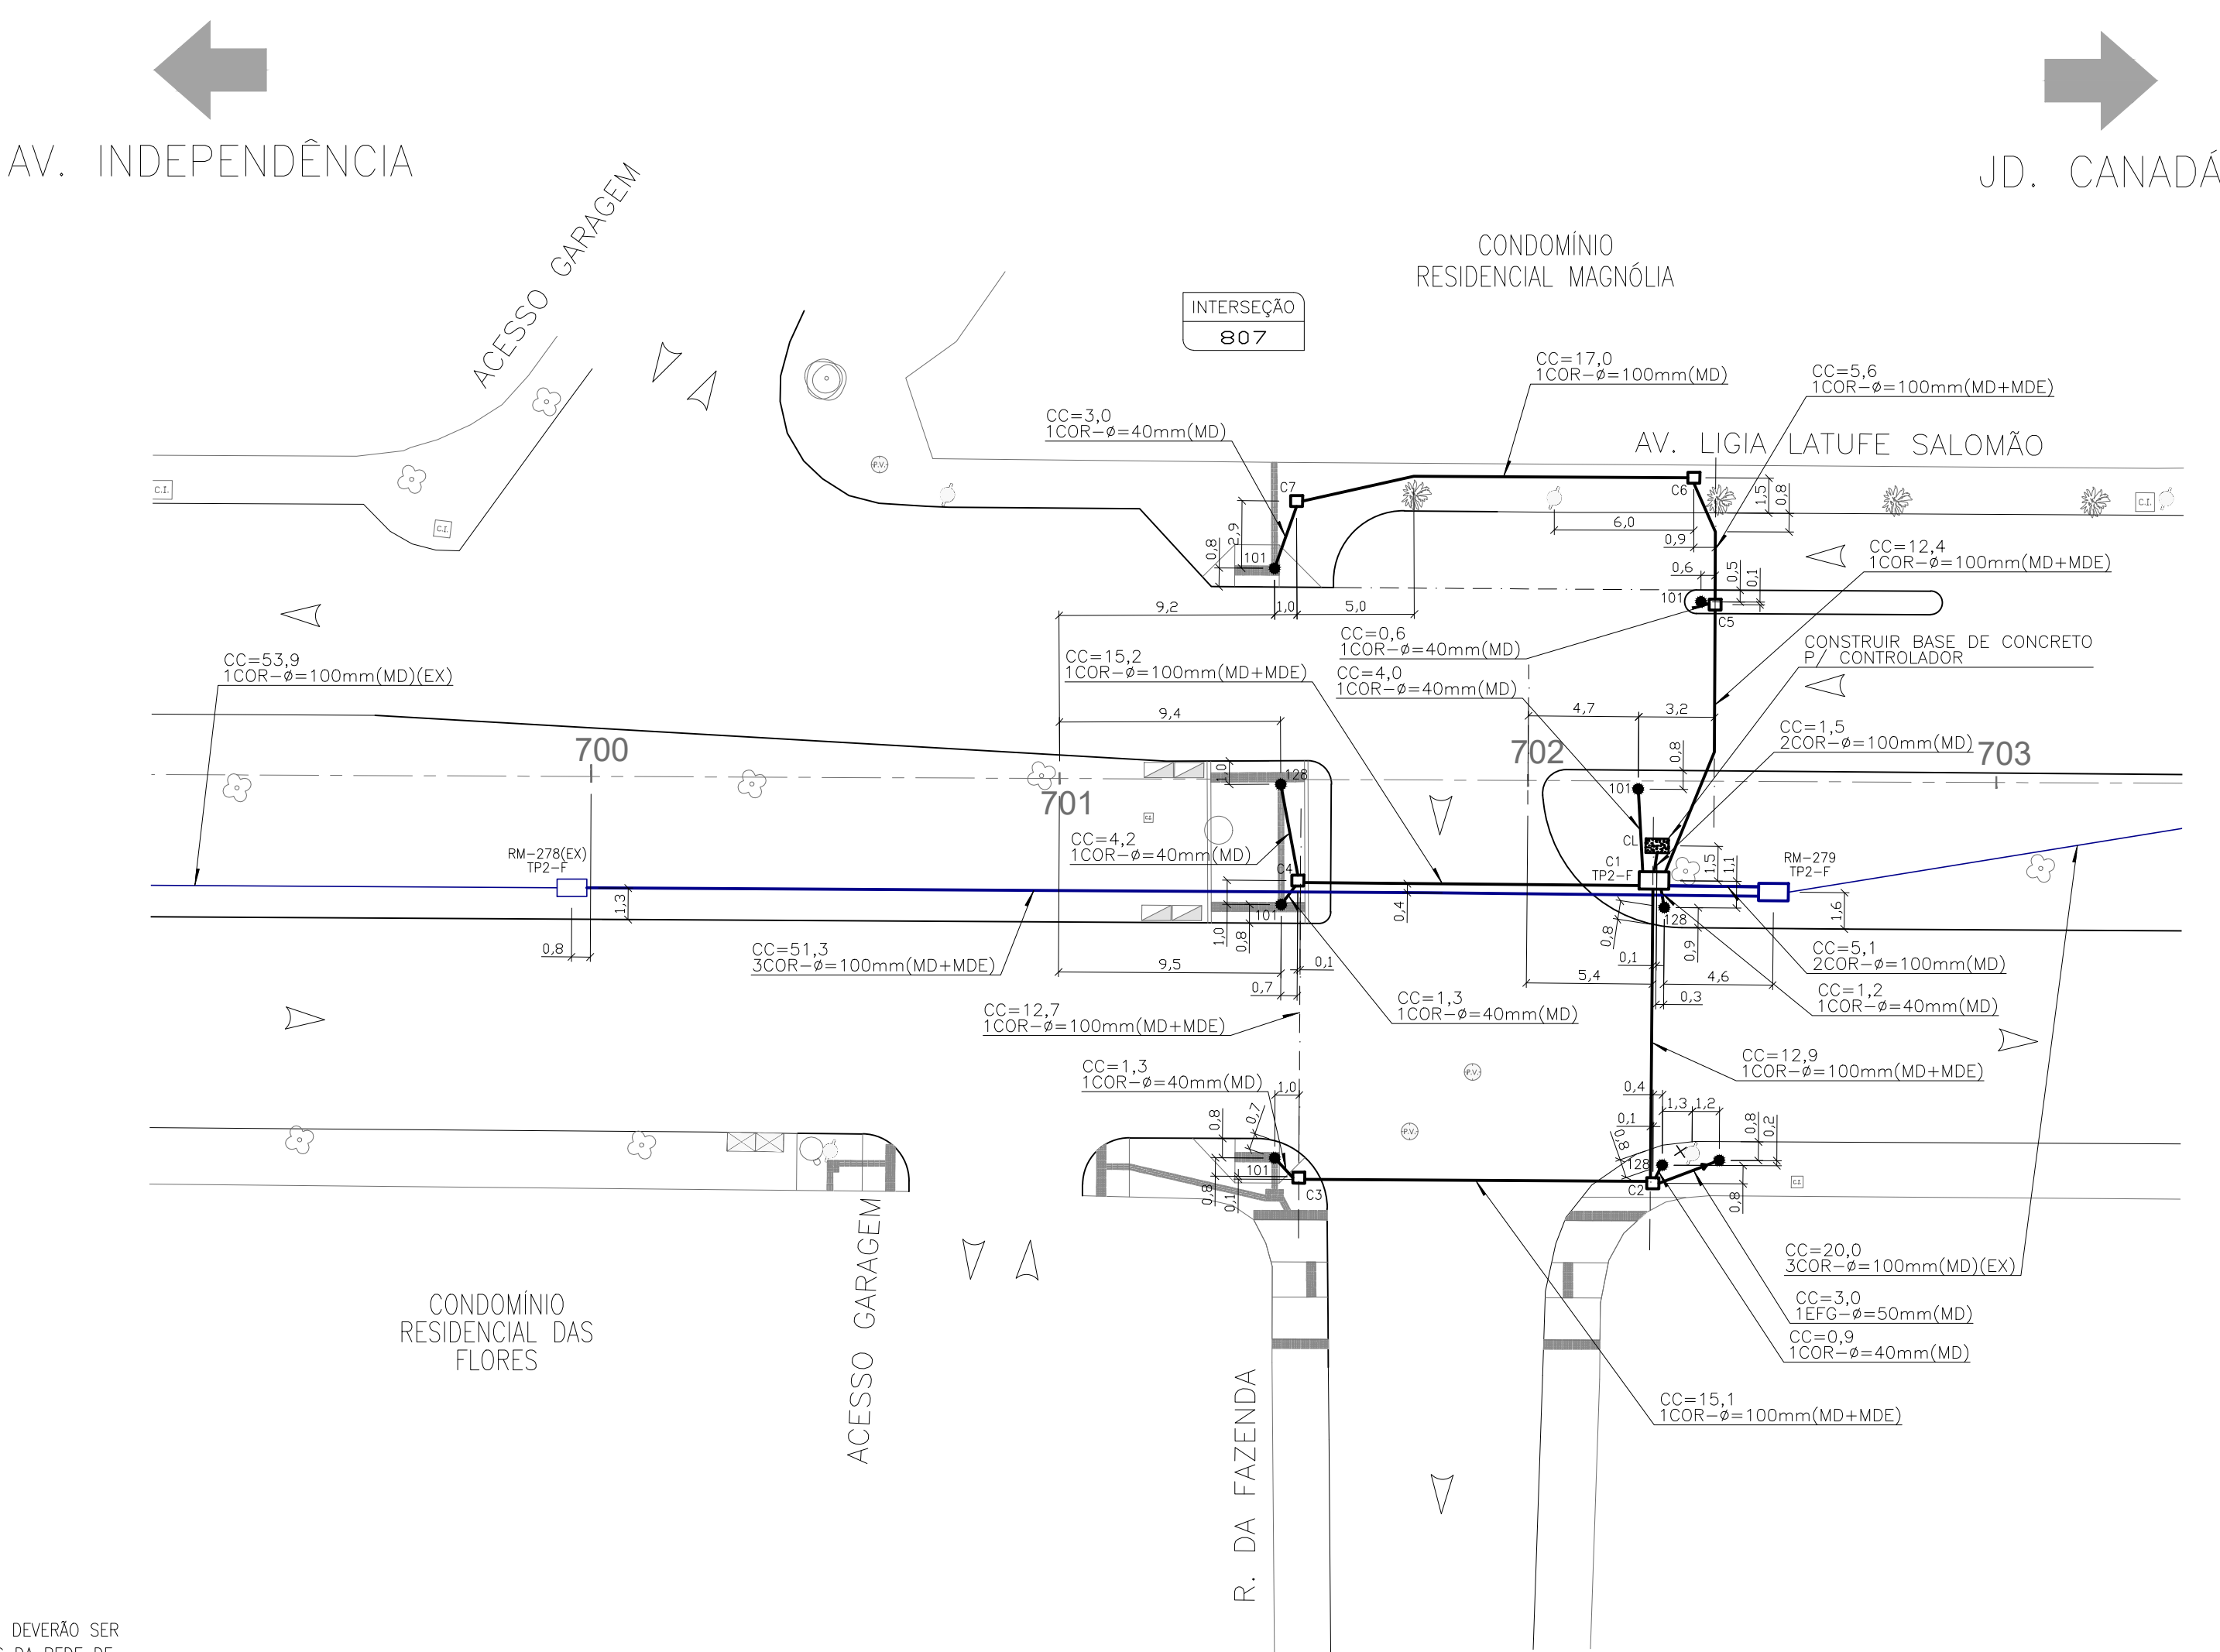 AV. INDEPENDÊNCIA
JD. CANADÁ
ACESSO GARAGEM
CONDOMÍNIO
RESIDENCIAL MAGNÓLIA
INTERSEÇÃO
807
CC=17,0
1COR-ø=100mm(MD)
CC=5,6
1COR-ø=100mm(MD+MDE)
CC=3,0
1COR-ø=40mm(MD)
AV. LIGIA LATUFE SALOMÃO
P.V.
C.I.
C.I.
C7
C6
C.I.
1,5
0,8
6,0
0,9
2,9
0,8
101
CC=12,4
1COR-ø=100mm(MD+MDE)
0,6
0,5
0,1
101
C5
9,2
1,0
5,0
CC=0,6
1COR-ø=40mm(MD)
CONSTRUIR BASE DE CONCRETO
P/ CONTROLADOR
CC=53,9
1COR-ø=100mm(MD)(EX)
CC=15,2
1COR-ø=100mm(MD+MDE)
CC=4,0
1COR-ø=40mm(MD)
9,4
4,7
3,2
CC=1,5
2COR-ø=100mm(MD)
700
701
702
703
1,0
128
0,8
101
C.I.
CC=4,2
1COR-ø=40mm(MD)
CL
RM-278(EX)
TP2-F
C4
C1
TP2-F
1,5
1,1
RM-279
TP2-F
1,3
0,4
101
128
1,0
0,8
0,8
0,9
1,6
0,8
CC=51,3
3COR-ø=100mm(MD+MDE)
9,5
0,1
0,7
0,1
5,4
4,6
0,3
CC=5,1
2COR-ø=100mm(MD)
CC=1,2
1COR-ø=40mm(MD)
CC=12,7
1COR-ø=100mm(MD+MDE)
CC=1,3
1COR-ø=40mm(MD)
CC=12,9
1COR-ø=100mm(MD+MDE)
CC=1,3
1COR-ø=40mm(MD)
P.V.
P.V.
1,0
0,7
0,8
0,4
1,3
1,2
0,1
0,8
0,8
0,2
101
0,8
0,1
C3
128
C2
0,8
C.I.
CC=20,0
3COR-ø=100mm(MD)(EX)
CC=3,0
1EFG-ø=50mm(MD)
CC=0,9
1COR-ø=40mm(MD)
CC=15,1
1COR-ø=100mm(MD+MDE)
CONDOMÍNIO
RESIDENCIAL DAS
FLORES
ACESSO GARAGEM
R. DA FAZENDA
DEVERÃO SER